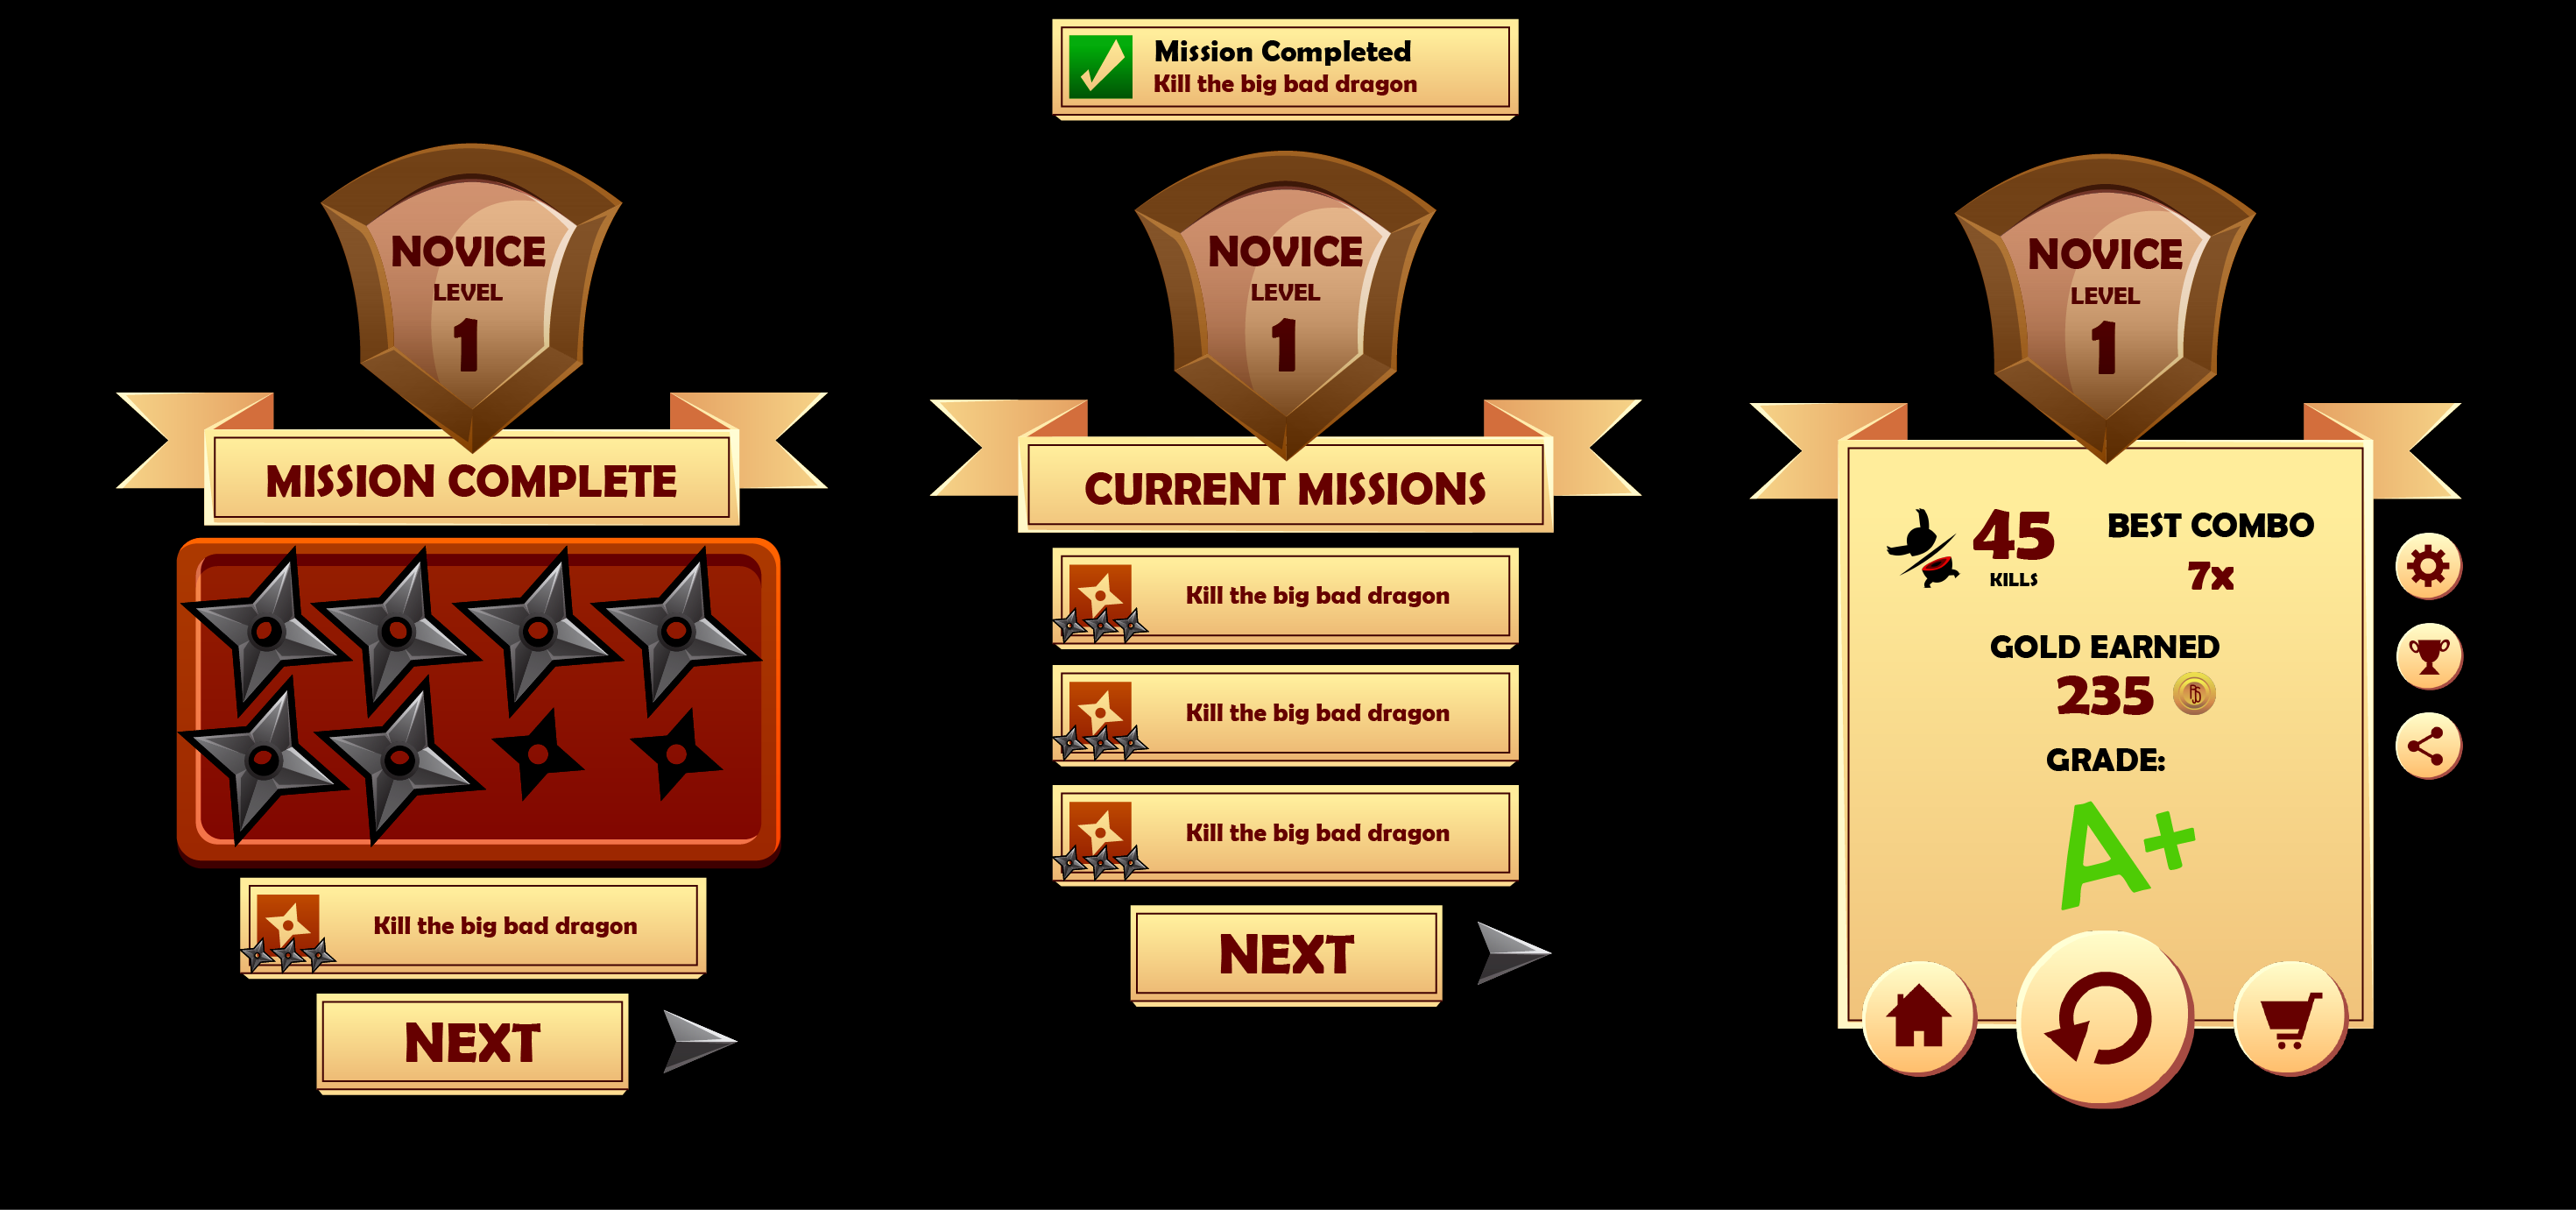 Mission Completed
Kill the big bad dragon
NOVICE
LEVEL
1
MISSION COMPLETE
Kill the big bad dragon
NEXT
NOVICE
LEVEL
1
CURRENT MISSIONS
Kill the big bad dragon
Kill the big bad dragon
Kill the big bad dragon
NEXT
NOVICE
LEVEL
1
45
KILLS
BEST COMBO
7x
GOLD EARNED
235
GRADE:
A+